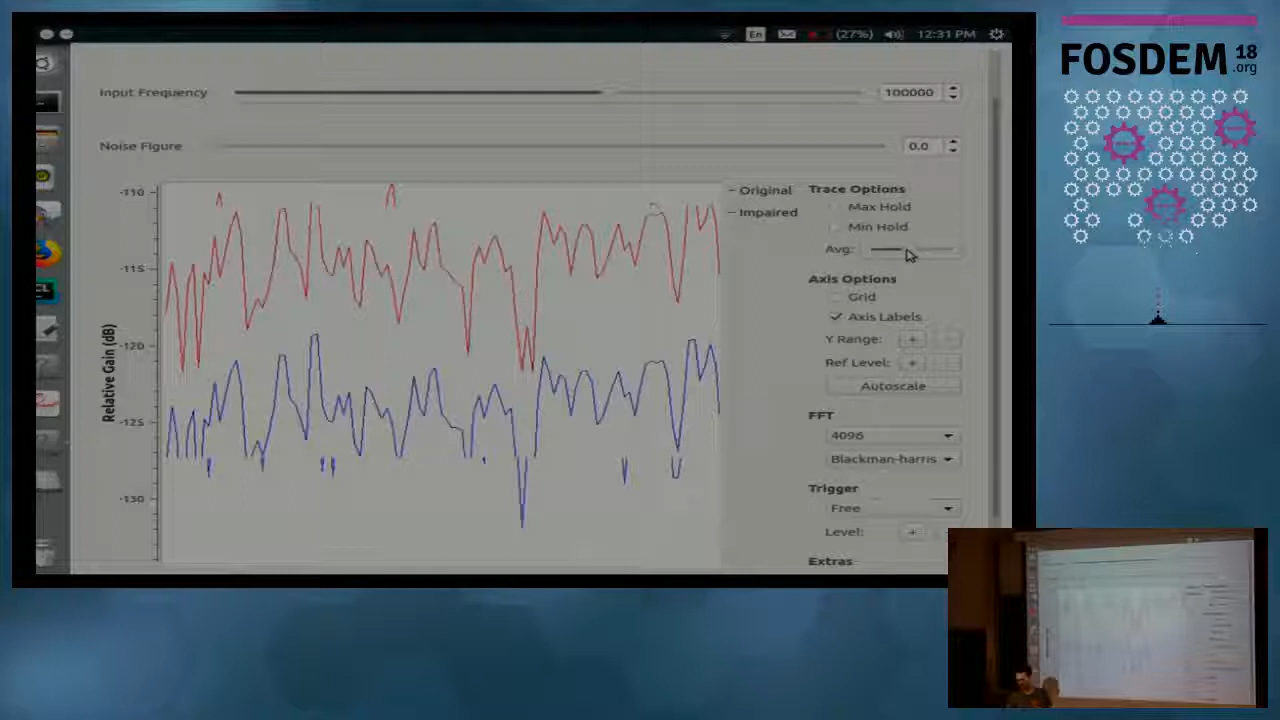 En (27%) 12:31 PM
Input Frequency 100000
Noise Figure 0.0
-110
-115
-120
-125
-130
Relative Gain (dB)
Original
Impaired
Trace Options
Max Hold
Min Hold
Avg:
Axis Options
Grid
Axis Labels
Y Range: +
Ref Level: +
Autoscale
FFT
4096
Blackman-harris
Trigger
Free
Level: +
Extras
FOSDEM 18
.org